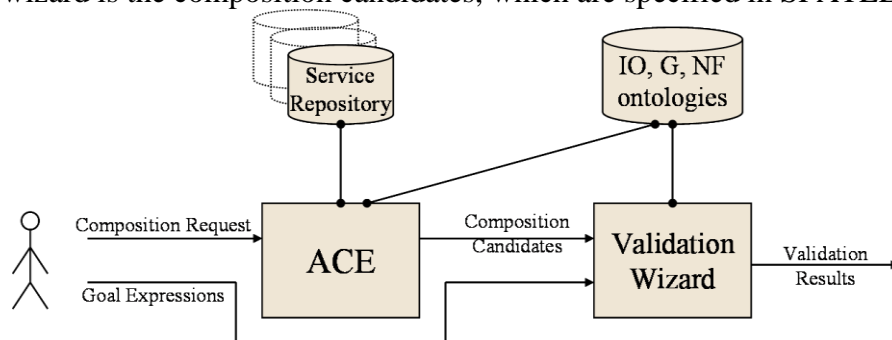 wizard is the composition candidates, which are specified in SPATEL
Service
Repository
IO, G, NF
ontologies
Composition Request
ACE
Composition
Candidates
Validation
Wizard
Validation
Results
Goal Expressions